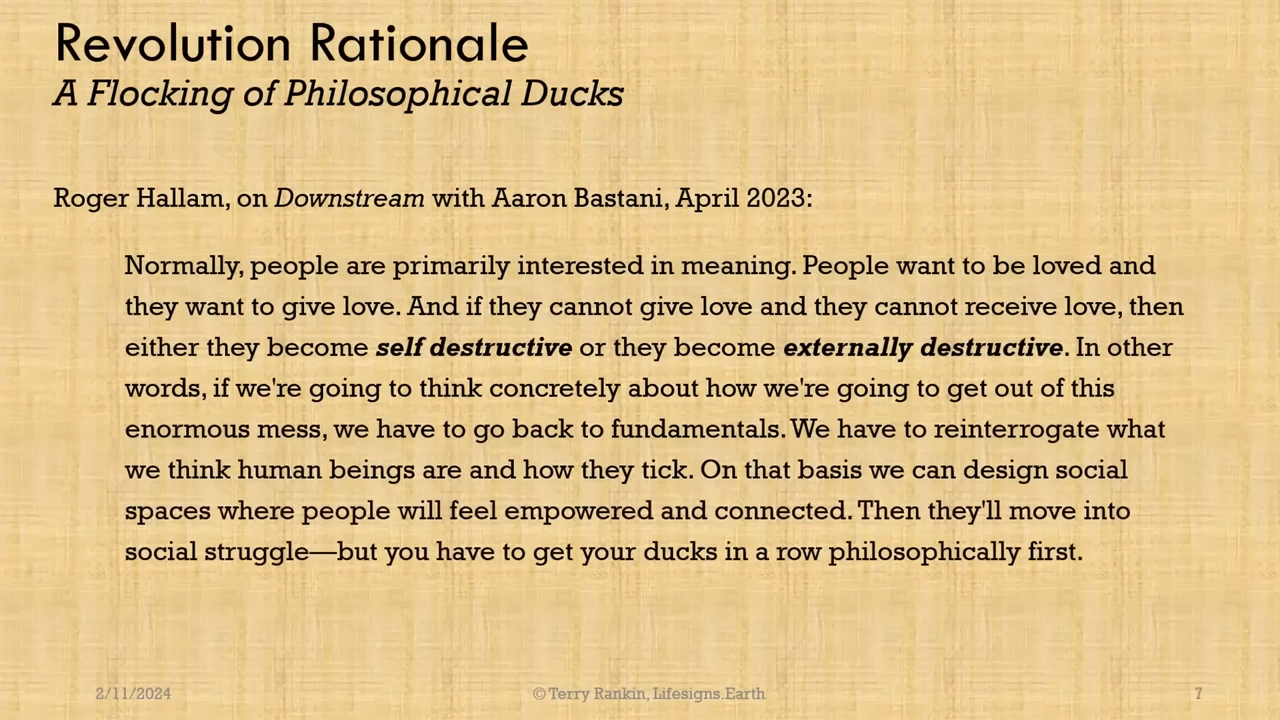 Revolution Rationale
A Flocking of Philosophical Ducks
Roger Hallam, on Downstream with Aaron Bastani, April 2023:
Normally, people are primarily interested in meaning. People want to be loved and
they want to give love. And if they cannot give love and they cannot receive love, then
either they become self destructive or they become externally destructive. In other
words, if we're going to think concretely about how we're going to get out of this
enormous mess, we have to go back to fundamentals. We have to reinterrogate what
we think human beings are and how they tick. On that basis we can design social
spaces where people will feel empowered and connected. Then they'll move into
social struggle—but you have to get your ducks in a row philosophically first.
2/11/2024
© Terry Rankin, Lifesigns.Earth
7